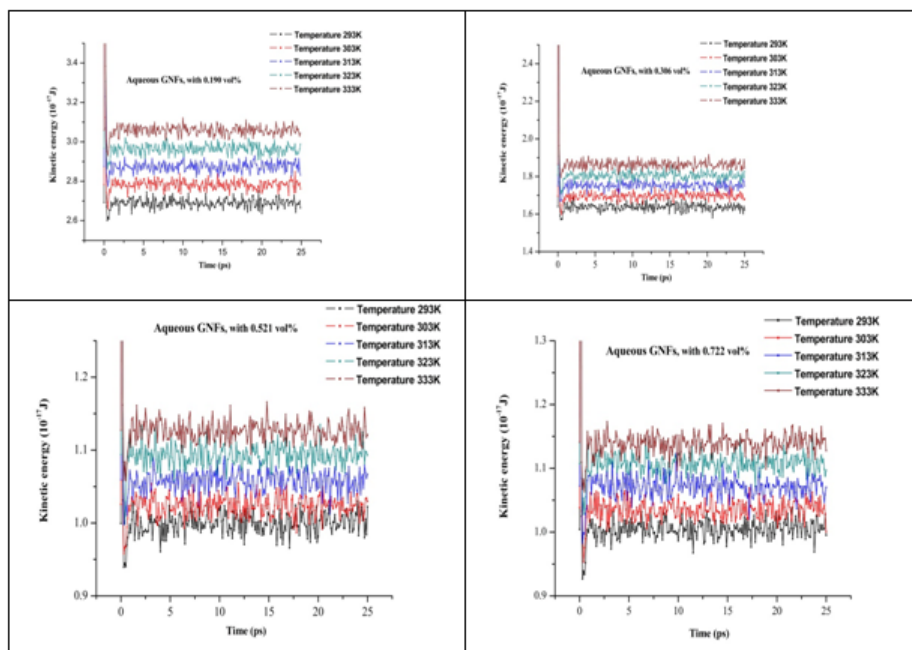 Temperature 293K
Temperature 303K
Temperature 313K
Temperature 323K
Temperature 333K
Aqueous GNFs, with 0.190 vol%
Kinetic energy (10⁻¹⁷J)
3.4
3.2
3.0
2.8
2.6
0 5 10 15 20 25
Time (ps)
Temperature 293K
Temperature 303K
Temperature 313K
Temperature 323K
Temperature 333K
Aqueous GNFs, with 0.306 vol%
Kinetic energy (10⁻¹⁷J)
2.4
2.2
2.0
1.8
1.6
1.4
0 5 10 15 20 25
Time (ps)
Aqueous GNFs, with 0.521 vol%
Temperature 293K
Temperature 303K
Temperature 313K
Temperature 323K
Temperature 333K
Kinetic energy (10⁻¹⁷J)
1.2
1.1
1.0
0.9
0 5 10 15 20 25
Time (ps)
Aqueous GNFs, with 0.722 vol%
Temperature 293K
Temperature 303K
Temperature 313K
Temperature 323K
Temperature 333K
Kinetic energy (10⁻¹⁷J)
1.3
1.2
1.1
1.0
0.9
0 5 10 15 20 25
Time (ps)